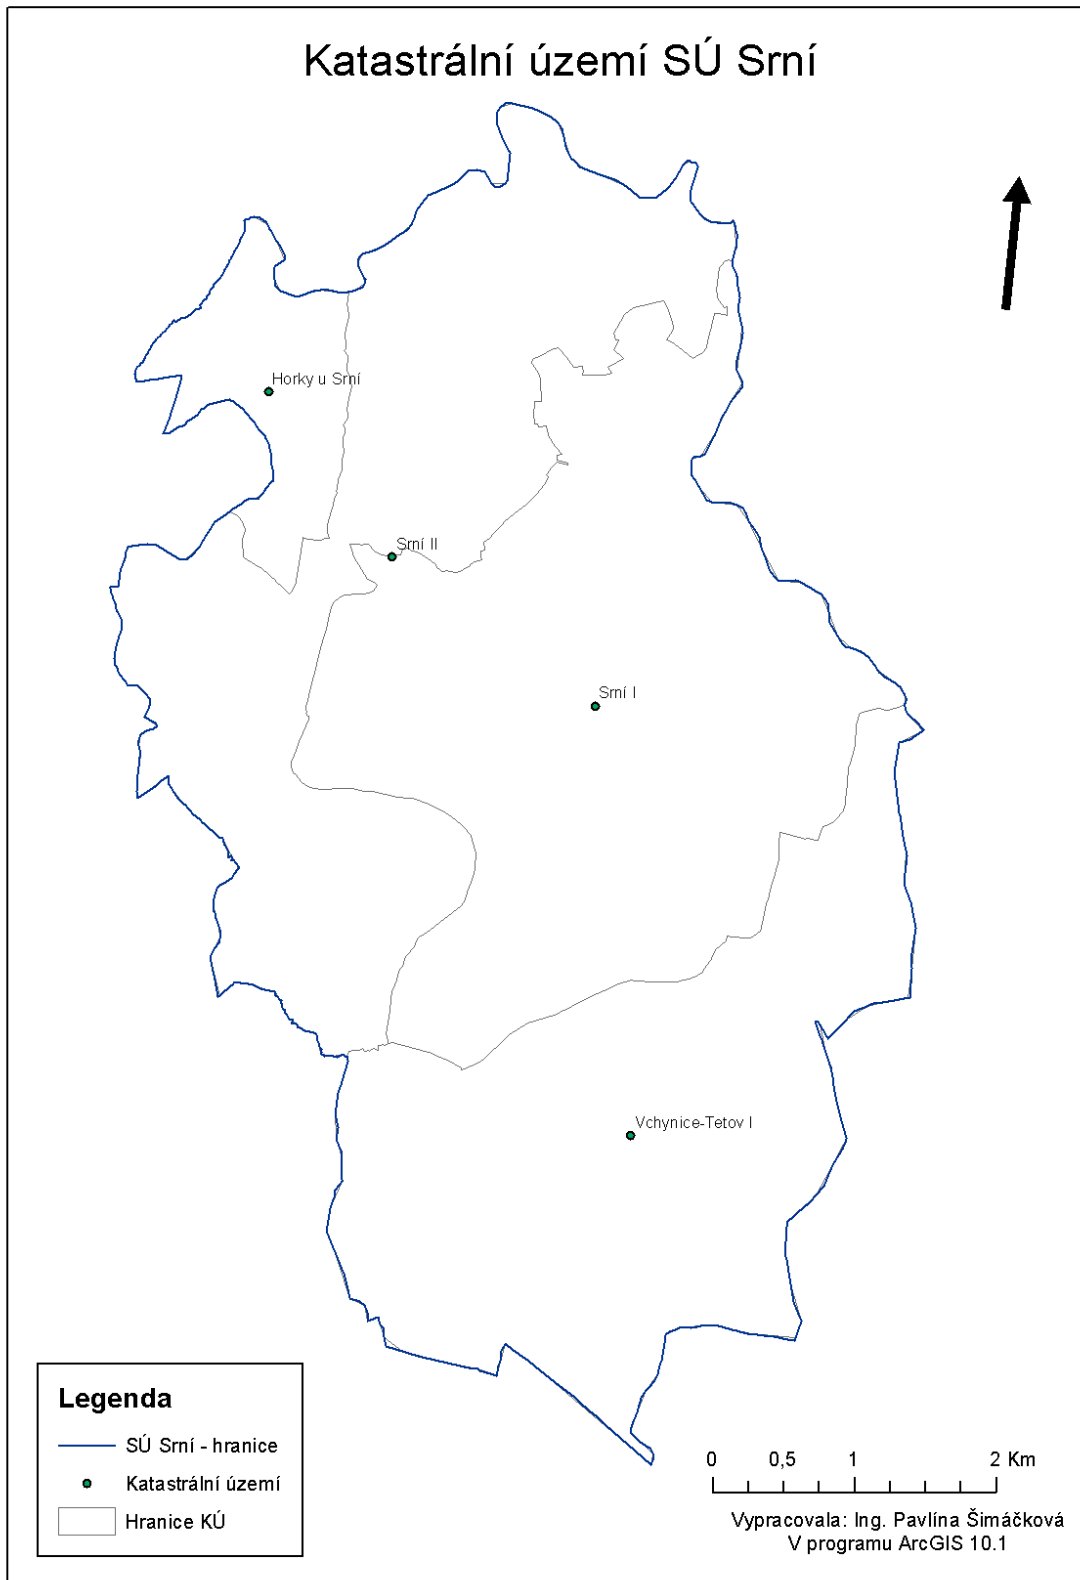 Katastrální území SÚ Srní
Horky u Srní
Srní II
Srní I
Vchynice-Tetov I
Legenda
SÚ Srní - hranice
Katastrální území
Hranice KÚ
0 0,5 1 2 Km
Vypracovala: Ing. Pavlína Šimáčková
V programu ArcGIS 10.1